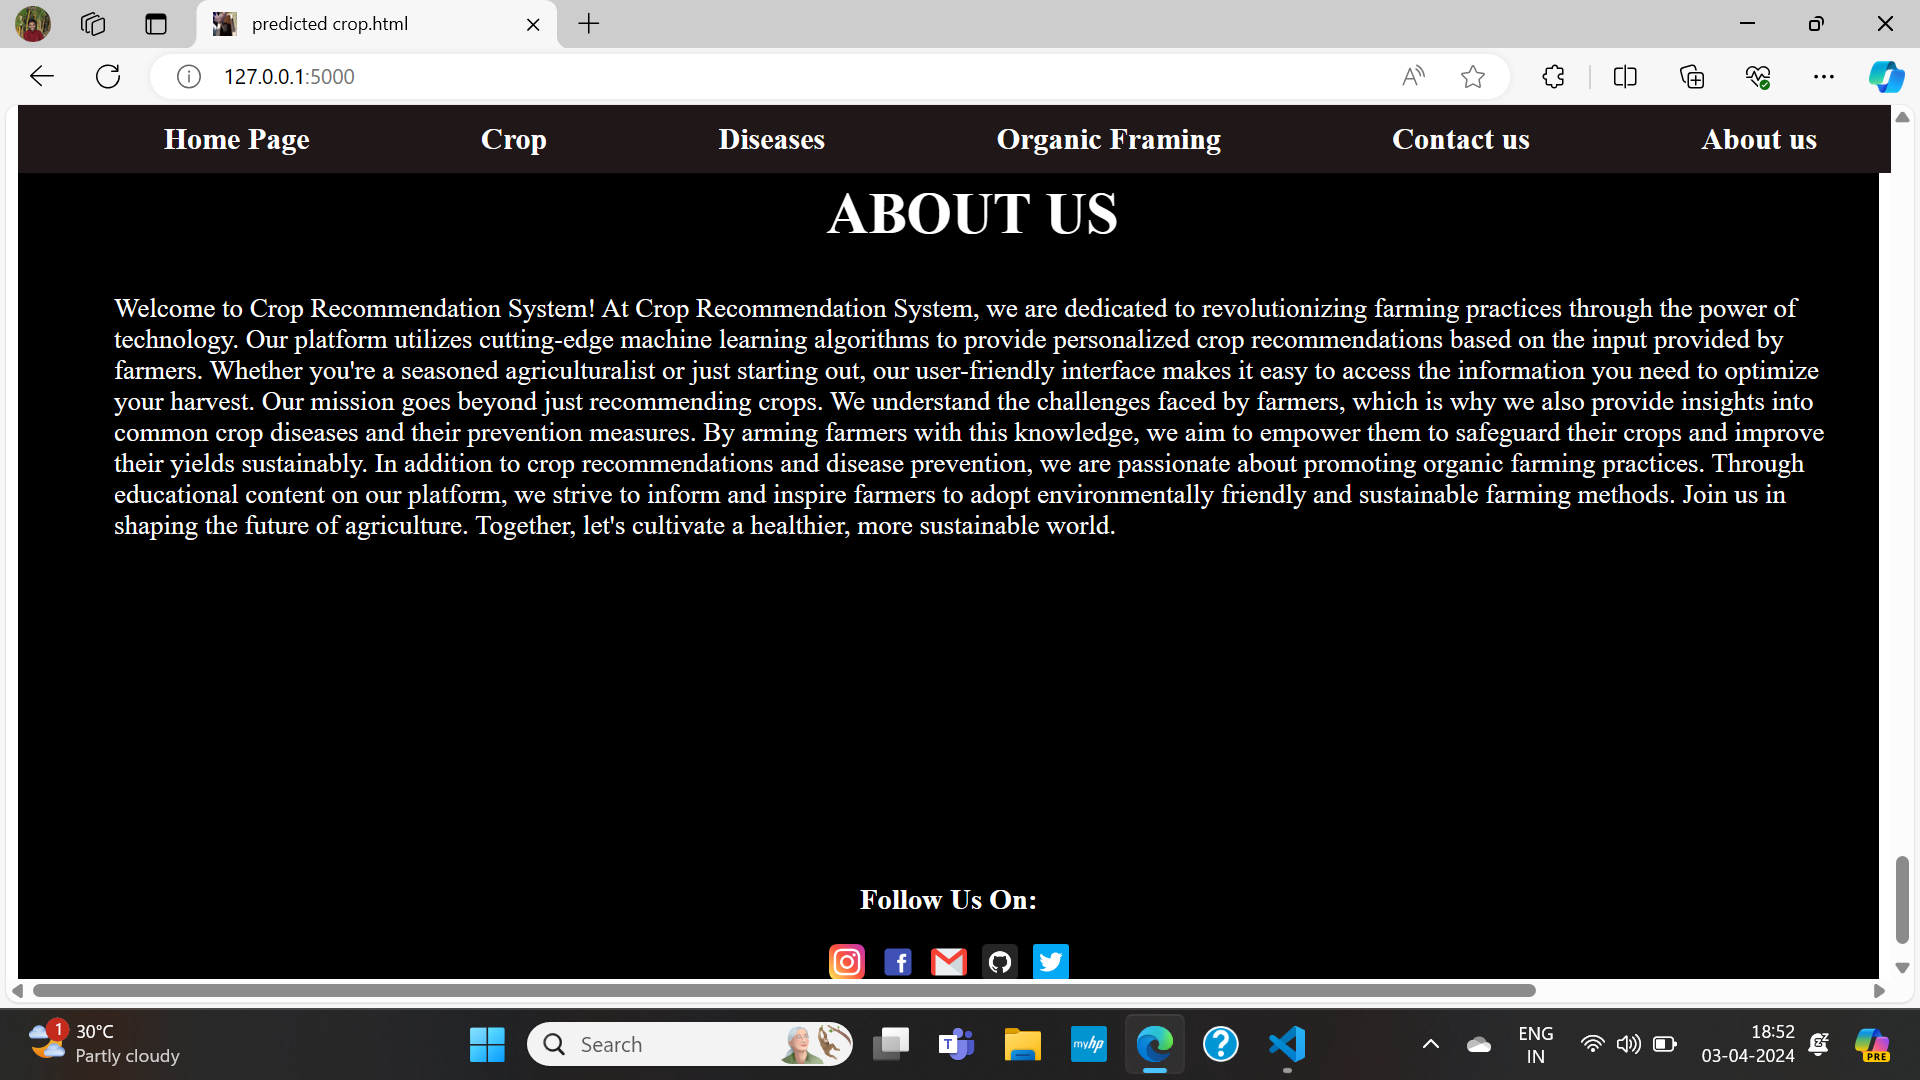 predicted crop.html
127.0.0.1:5000
Home Page Crop Diseases Organic Framing Contact us About us
ABOUT US
Welcome to Crop Recommendation System! At Crop Recommendation System, we are dedicated to revolutionizing farming practices through the power of
technology. Our platform utilizes cutting-edge machine learning algorithms to provide personalized crop recommendations based on the input provided by
farmers. Whether you're a seasoned agriculturalist or just starting out, our user-friendly interface makes it easy to access the information you need to optimize
your harvest. Our mission goes beyond just recommending crops. We understand the challenges faced by farmers, which is why we also provide insights into
common crop diseases and their prevention measures. By arming farmers with this knowledge, we aim to empower them to safeguard their crops and improve
their yields sustainably. In addition to crop recommendations and disease prevention, we are passionate about promoting organic farming practices. Through
educational content on our platform, we strive to inform and inspire farmers to adopt environmentally friendly and sustainable farming methods. Join us in
shaping the future of agriculture. Together, let's cultivate a healthier, more sustainable world.
Follow Us On:
1 30°C
Partly cloudy
Search
T
myhp
ENG
IN
18:52
03-04-2024
PRE